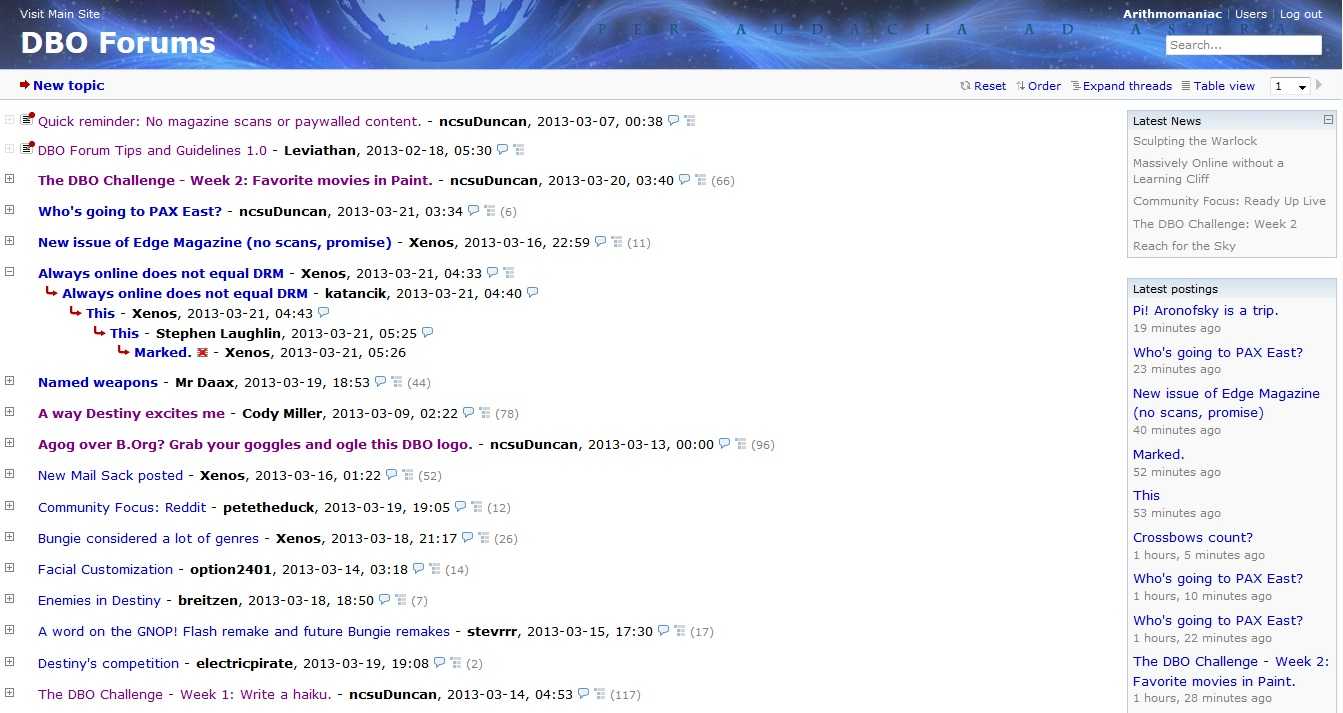 Visit Main Site
Arithmomaniac | Users | Log out
DBO Forums
PER AUDACIA AD ASTRA
Search...
New topic
Reset Order Expand threads Table view 1
Quick reminder: No magazine scans or paywalled content. - ncsuDuncan, 2013-03-07, 00:38
DBO Forum Tips and Guidelines 1.0 - Leviathan, 2013-02-18, 05:30
The DBO Challenge - Week 2: Favorite movies in Paint. - ncsuDuncan, 2013-03-20, 03:40 (66)
Who's going to PAX East? - ncsuDuncan, 2013-03-21, 03:34 (6)
New issue of Edge Magazine (no scans, promise) - Xenos, 2013-03-16, 22:59 (11)
Always online does not equal DRM - Xenos, 2013-03-21, 04:33
Always online does not equal DRM - katancik, 2013-03-21, 04:40
This - Xenos, 2013-03-21, 04:43
This - Stephen Laughlin, 2013-03-21, 05:25
Marked. - Xenos, 2013-03-21, 05:26
Named weapons - Mr Daax, 2013-03-19, 18:53 (44)
A way Destiny excites me - Cody Miller, 2013-03-09, 02:22 (78)
Agog over B.Org? Grab your goggles and ogle this DBO logo. - ncsuDuncan, 2013-03-13, 00:00 (96)
New Mail Sack posted - Xenos, 2013-03-16, 01:22 (52)
Community Focus: Reddit - petetheduck, 2013-03-19, 19:05 (12)
Bungie considered a lot of genres - Xenos, 2013-03-18, 21:17 (26)
Facial Customization - option2401, 2013-03-14, 03:18 (14)
Enemies in Destiny - breitzen, 2013-03-18, 18:50 (7)
A word on the GNOP! Flash remake and future Bungie remakes - stevrrr, 2013-03-15, 17:30 (17)
Destiny's competition - electricpirate, 2013-03-19, 19:08 (2)
The DBO Challenge - Week 1: Write a haiku. - ncsuDuncan, 2013-03-14, 04:53 (117)
Latest News
Sculpting the Warlock
Massively Online without a
Learning Cliff
Community Focus: Ready Up Live
The DBO Challenge: Week 2
Reach for the Sky
Latest postings
Pi! Aronofsky is a trip.
19 minutes ago
Who's going to PAX East?
23 minutes ago
New issue of Edge Magazine
(no scans, promise)
40 minutes ago
Marked.
52 minutes ago
This
53 minutes ago
Crossbows count?
1 hours, 5 minutes ago
Who's going to PAX East?
1 hours, 10 minutes ago
Who's going to PAX East?
1 hours, 22 minutes ago
The DBO Challenge - Week 2:
Favorite movies in Paint.
1 hours, 28 minutes ago